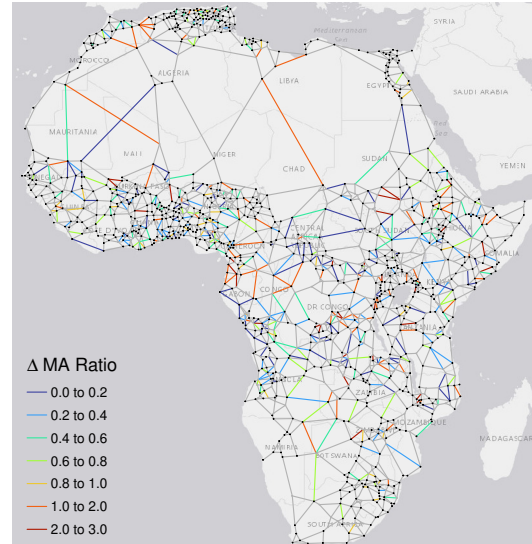 Mediterranean
Sea
SYRIA
MOROCCO
ALGERIA
LIBYA
EGYPT
SAUDI ARABIA
Red
Sea
MAURITANIA
MALI
NIGER
CHAD
SUDAN
YEMEN
CENTRAL
SOUTH SUDAN
SOMALIA
GABON
CONGO
DR CONGO
Δ MA Ratio
0.0 to 0.2
0.2 to 0.4
0.4 to 0.6
0.6 to 0.8
0.8 to 1.0
1.0 to 2.0
2.0 to 3.0
ZAMBIA
MOZAMBIQUE
MADAGASCAR
NAMIBIA
BOTSWANA
SOUTH AFRICA